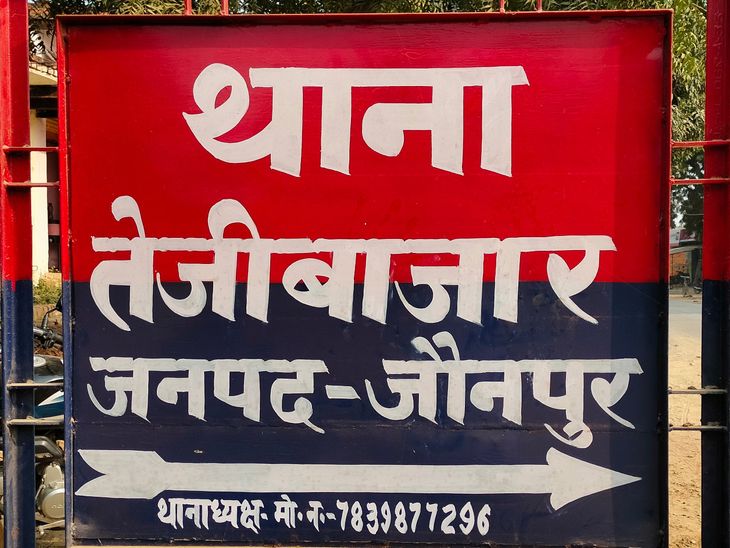 थाना
तेजीबाजार
जनपद-जौनपुर
थानाध्यक्ष- मो. न.-7839877296